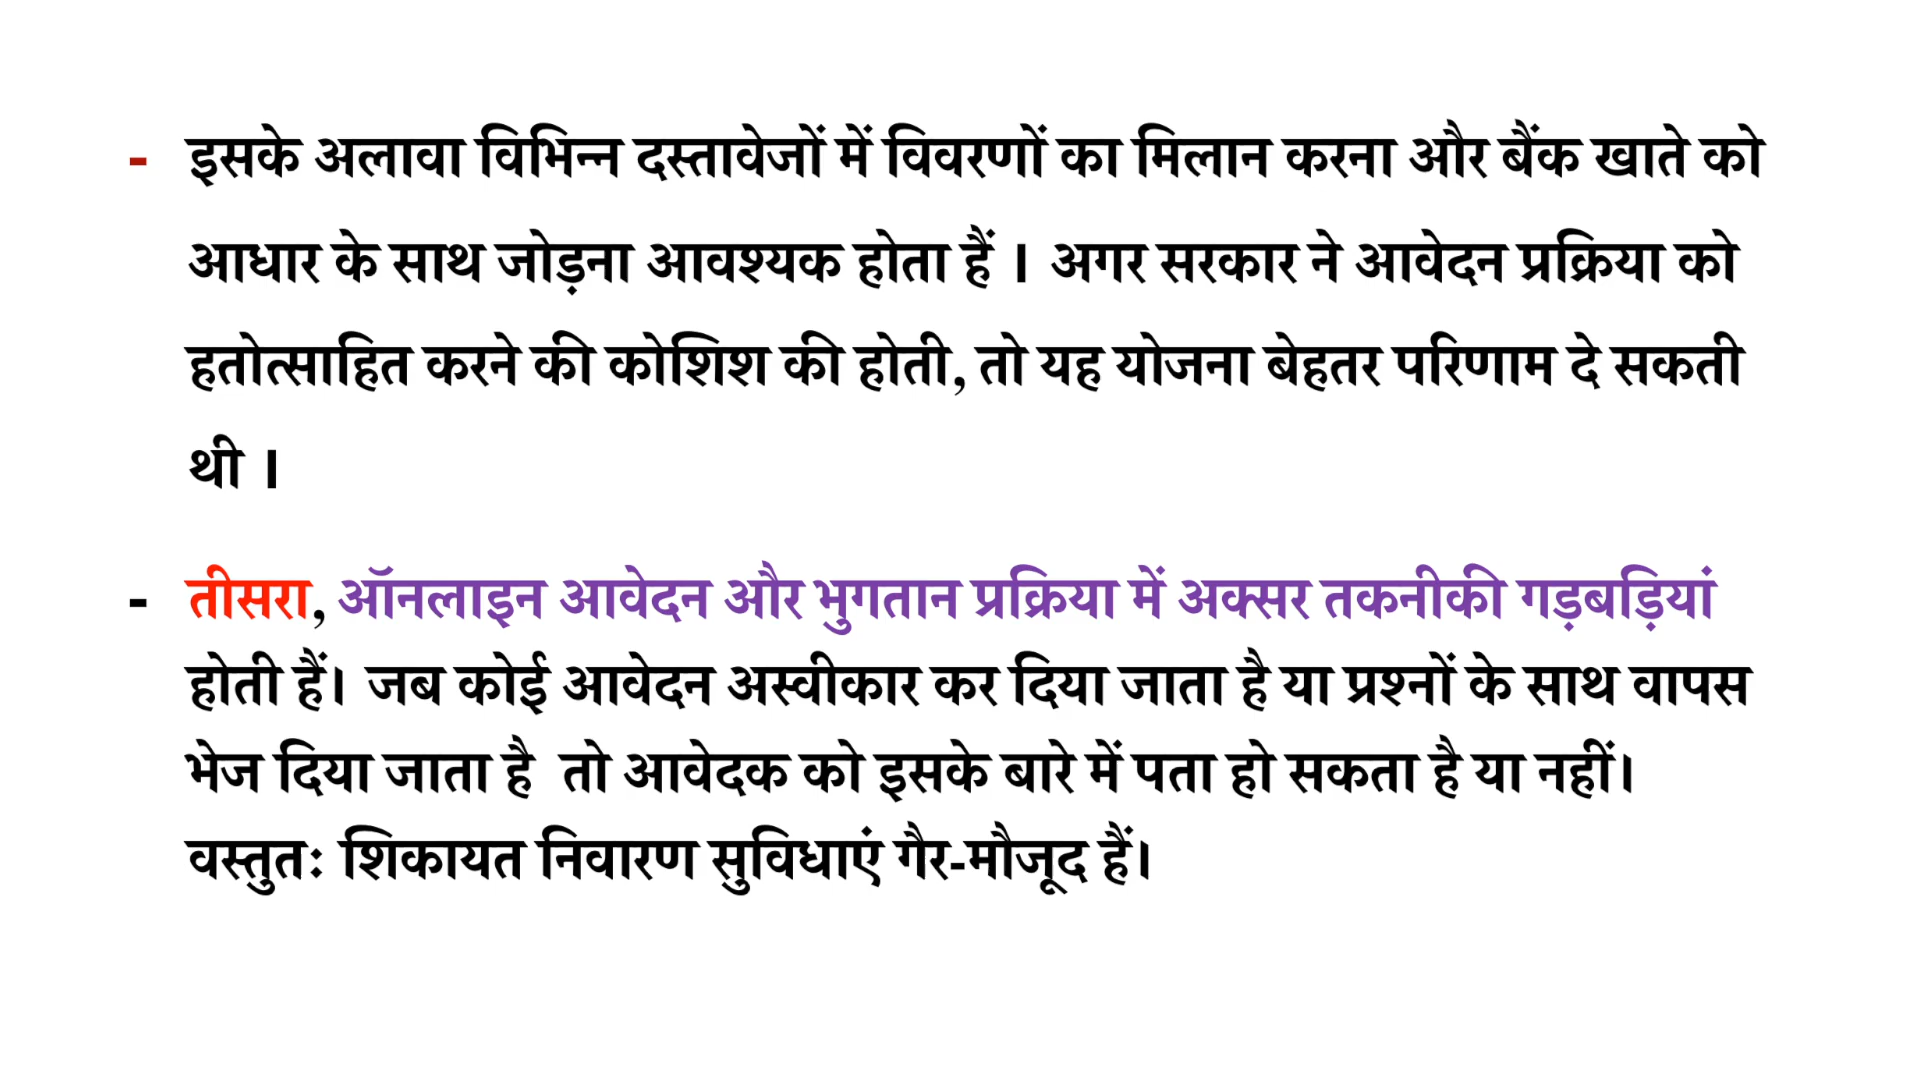 - इसके अलावा विभिन्न दस्तावेजों में विवरणों का मिलान करना और बैंक खाते को
आधार के साथ जोड़ना आवश्यक होता हैं । अगर सरकार ने आवेदन प्रक्रिया को
हतोत्साहित करने की कोशिश की होती, तो यह योजना बेहतर परिणाम दे सकती
थी ।
- तीसरा, ऑनलाइन आवेदन और भुगतान प्रक्रिया में अक्सर तकनीकी गड़बड़ियां
होती हैं। जब कोई आवेदन अस्वीकार कर दिया जाता है या प्रश्नों के साथ वापस
भेज दिया जाता है तो आवेदक को इसके बारे में पता हो सकता है या नहीं।
वस्तुतः शिकायत निवारण सुविधाएं गैर-मौजूद हैं।